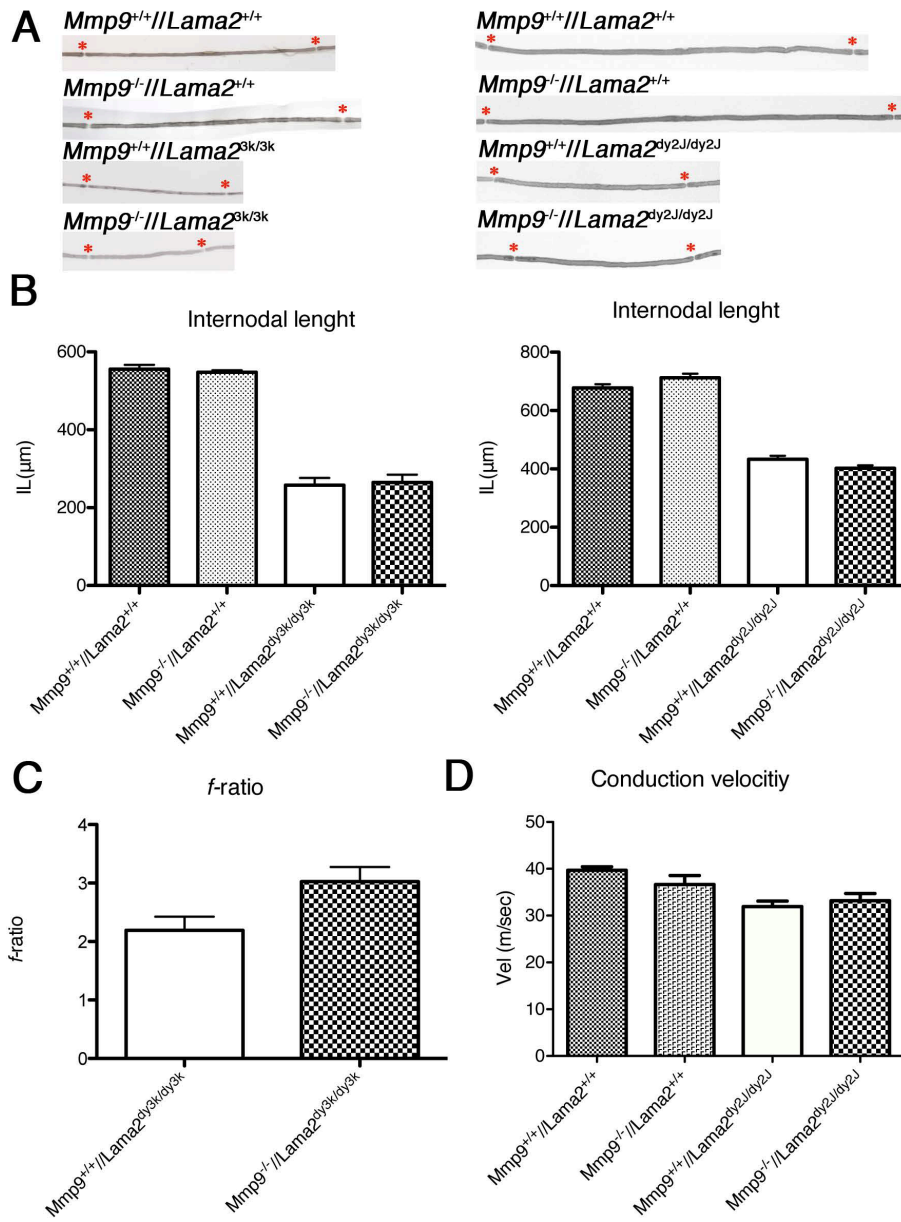 A
Mmp9+/+//Lama2+/+
Mmp9-/-//Lama2+/+
Mmp9+/+//Lama23k/3k
Mmp9-/-//Lama23k/3k
Mmp9+/+//Lama2+/+
Mmp9-/-//Lama2+/+
Mmp9+/+//Lama2dy2J/dy2J
Mmp9-/-//Lama2dy2J/dy2J
B
Internodal lenght
600
400
200
0
IL(µm)
Mmp9+/+//Lama2+/+
Mmp9-/-//Lama2+/+
Mmp9+/+//Lama2dy3k/dy3k
Mmp9-/-//Lama2dy3k/dy3k
Internodal lenght
800
600
400
200
0
IL(µm)
Mmp9+/+//Lama2+/+
Mmp9-/-//Lama2+/+
Mmp9+/+//Lama2dy2J/dy2J
Mmp9-/-//Lama2dy2J/dy2J
C
f-ratio
4
3
2
1
0
f-ratio
Mmp9+/+//Lama2dy3k/dy3k
Mmp9-/-//Lama2dy3k/dy3k
D
Conduction velocitiy
50
40
30
20
10
0
Vel (m/sec)
Mmp9+/+//Lama2+/+
Mmp9-/-//Lama2+/+
Mmp9+/+//Lama2dy2J/dy2J
Mmp9-/-//Lama2dy2J/dy2J